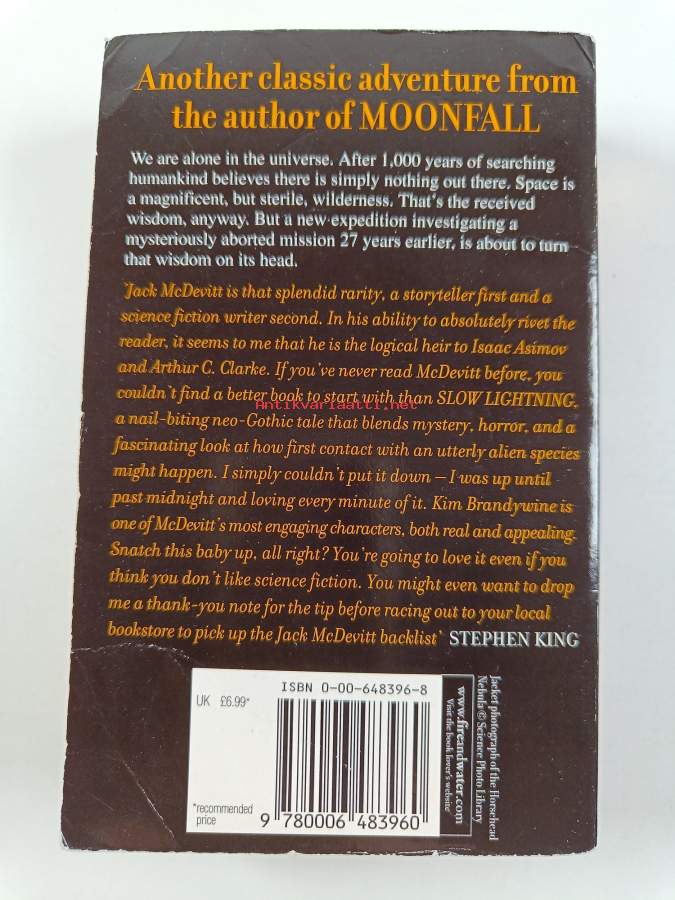 Another classic adventure from
the author of MOONFALL
We are alone in the universe. After 1,000 years of searching
humankind believes there is simply nothing out there. Space is
a magnificent, but sterile, wilderness. That's the received
wisdom, anyway. But a new expedition investigating a
mysteriously aborted mission 27 years earlier, is about to turn
that wisdom on its head.
'Jack McDevitt is that splendid rarity, a storyteller first and a
science fiction writer second. In his ability to absolutely rivet the
reader, it seems to me that he is the logical heir to Isaac Asimov
and Arthur C. Clarke. If you've never read McDevitt before, you
couldn't find a better book to start with than SLOW LIGHTNING,
Antikvariaatti.net
a nail-biting neo-Gothic tale that blends mystery, horror, and a
fascinating look at how first contact with an utterly alien species
might happen. I simply couldn't put it down – I was up until
past midnight and loving every minute of it. Kim Brandywine is
one of McDevitt's most engaging characters, both real and appealing.
Snatch this baby up, all right? You're going to love it even if you
think you don't like science fiction. You might even want to drop
me a thank-you note for the tip before racing out to your local
bookstore to pick up the Jack McDevitt backlist' STEPHEN KING
ISBN 0-00-648396-8
UK £6.99*
*recommended
price
9 780006 483960
www.fireandwater.com
Visit the book lover's website
Jacket photograph of the Horsehead
Nebula © Science Photo Library